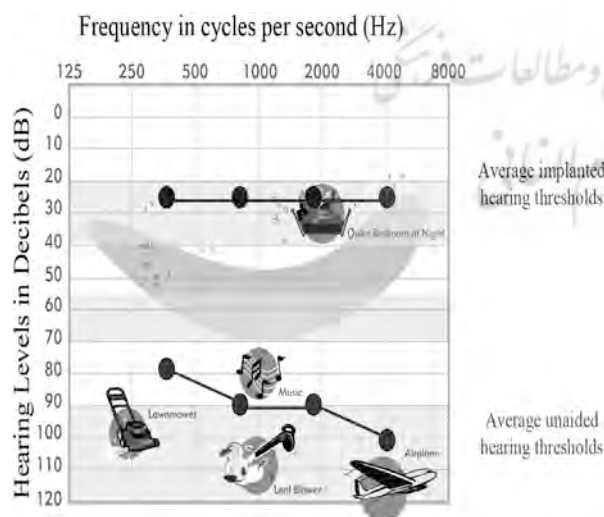 Frequency in cycles per second (Hz)
125 250 500 1000 2000 4000 8000
Hearing Levels in Decibels (dB)
0
10
20
30
40
50
60
70
80
90
100
110
120
Average implanted
hearing thresholds
Quiet Bedroom at Night
Music
Lawnmower
Average unaided
hearing thresholds
Airplane
Leaf Blower
و مطالعات فرهنگی